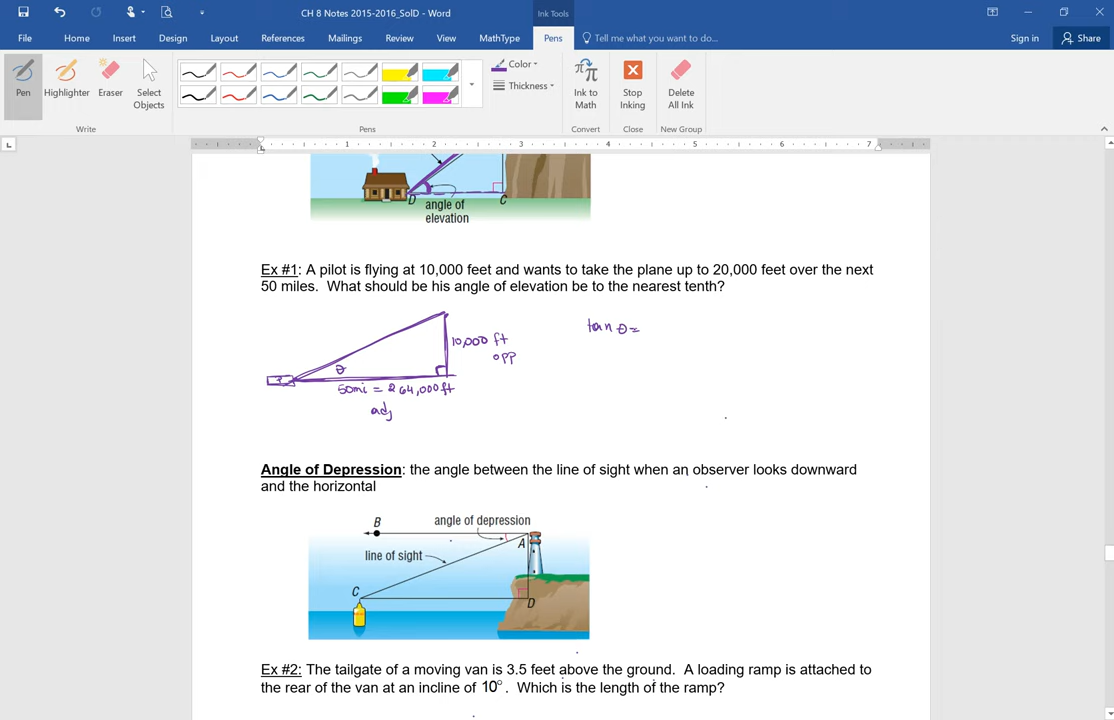 CH 8 Notes 2015-2016_SolD - Word
Ink Tools
File
Home
Insert
Design
Layout
References
Mailings
Review
View
MathType
Pens
Tell me what you want to do...
Sign in
Share
Pen
Highlighter
Eraser
Select Objects
Color
Thickness
Ink to Math
Stop Inking
Delete All Ink
Write
Pens
Convert
Close
New Group
1 2 3 4 5 6 7
D
C
angle of
elevation
Ex #1: A pilot is flying at 10,000 feet and wants to take the plane up to 20,000 feet over the next
50 miles. What should be his angle of elevation be to the nearest tenth?
tan θ =
10,000 ft
opp
θ
50mi = 264,000 ft
adj
Angle of Depression: the angle between the line of sight when an observer looks downward
and the horizontal
B
angle of depression
A
line of sight
C
D
Ex #2: The tailgate of a moving van is 3.5 feet above the ground. A loading ramp is attached to
the rear of the van at an incline of 10°. Which is the length of the ramp?